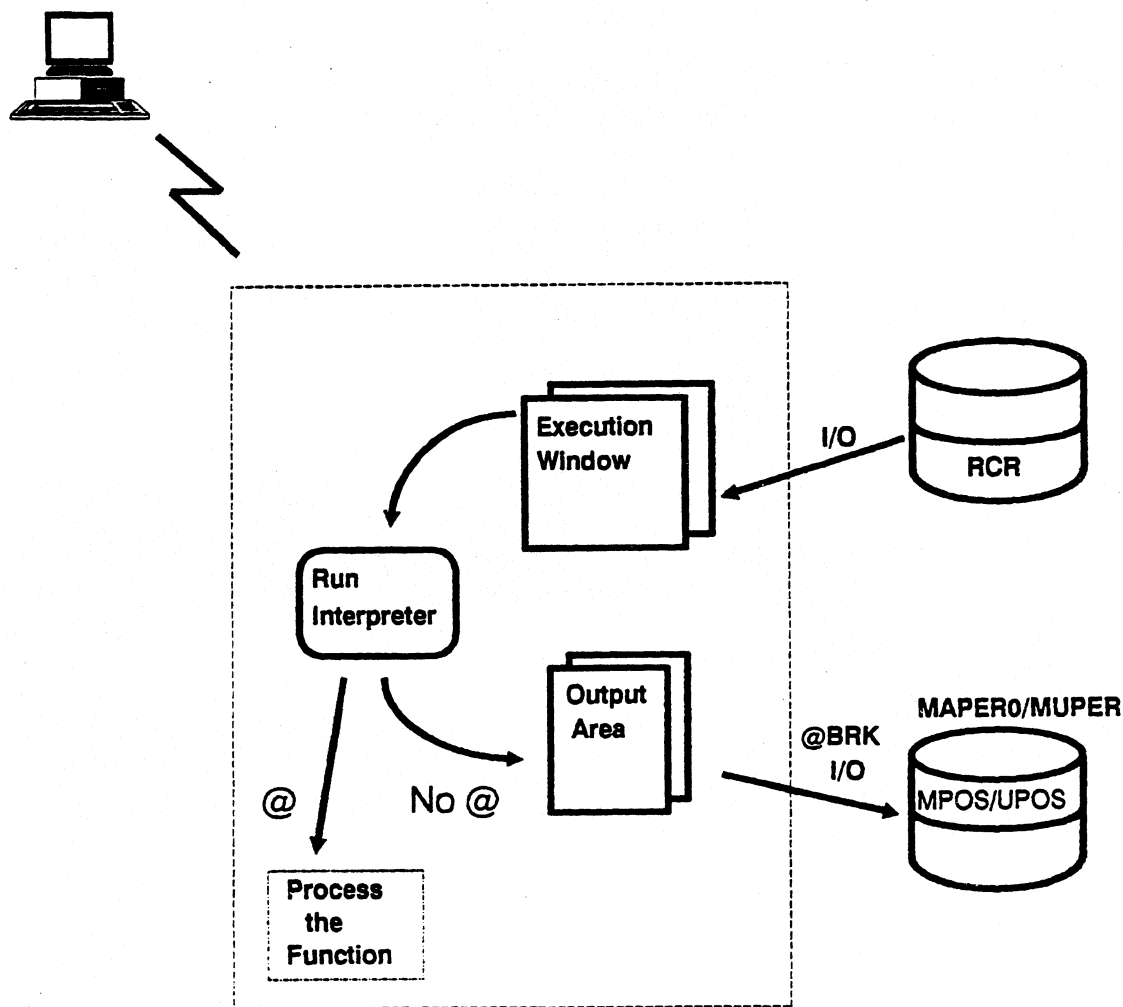 Execution
Window
I/O
RCR
Run
Interpreter
Output
Area
MAPER0/MUPER
@BRK
I/O
MPOS/UPOS
@
No @
Process
the
Function